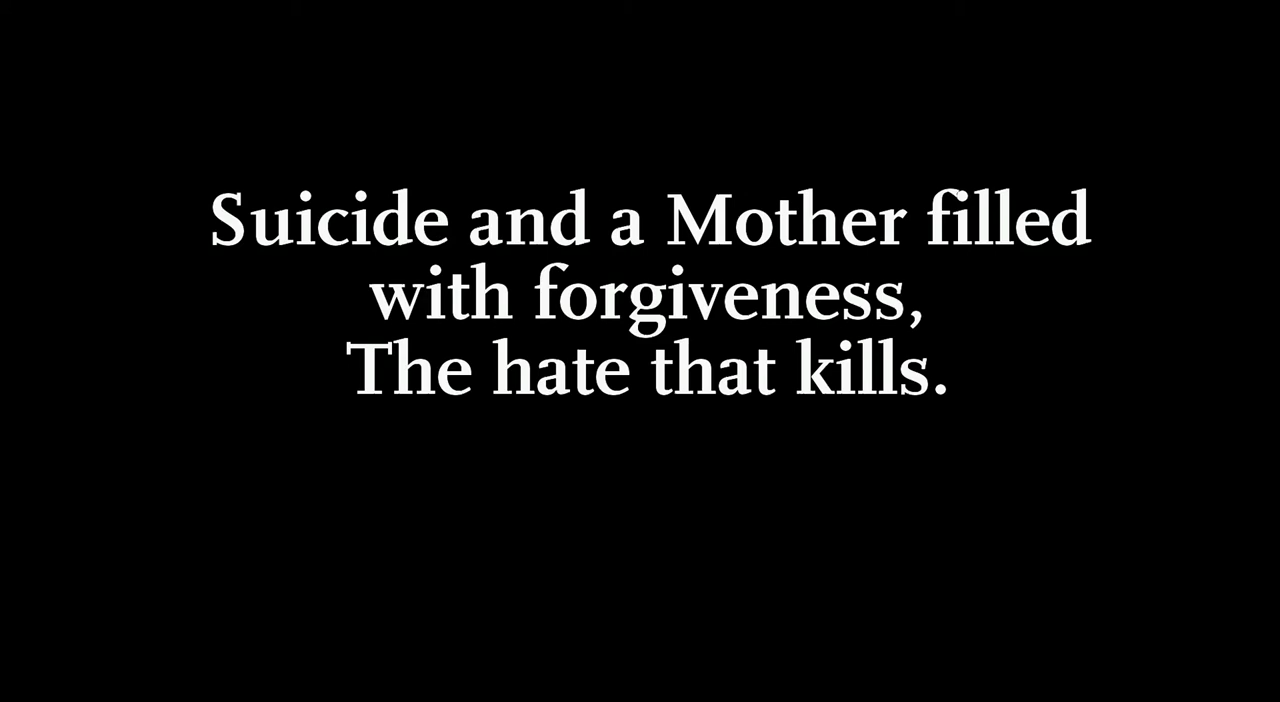 Suicide and a Mother filled
with forgiveness,
The hate that kills.